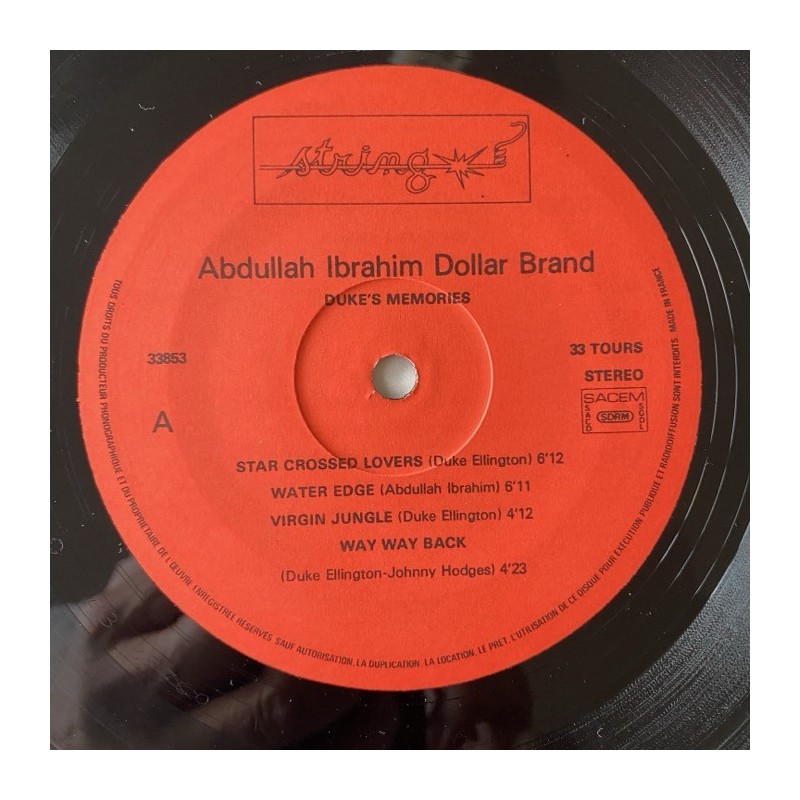 string
Abdullah Ibrahim Dollar Brand
DUKE'S MEMORIES
33853
33 TOURS
A
STEREO
SACEM
SACD
SDRM
SCDL
STAR CROSSED LOVERS (Duke Ellington) 6'12
WATER EDGE (Abdullah Ibrahim) 6'11
VIRGIN JUNGLE (Duke Ellington) 4'12
WAY WAY BACK
(Duke Ellington-Johnny Hodges) 4'23
TOUS DROITS DU PRODUCTEUR PHONOGRAPHIQUE ET DU PROPRIETAIRE DE L'ŒUVRE ENREGISTREE RESERVES. SAUF AUTORISATION, LA DUPLICATION, LA LOCATION, LE PRET, L'UTILISATION DE CE DISQUE POUR EXECUTION PUBLIQUE ET RADIODIFFUSION SONT INTERDITS. MADE IN FRANCE